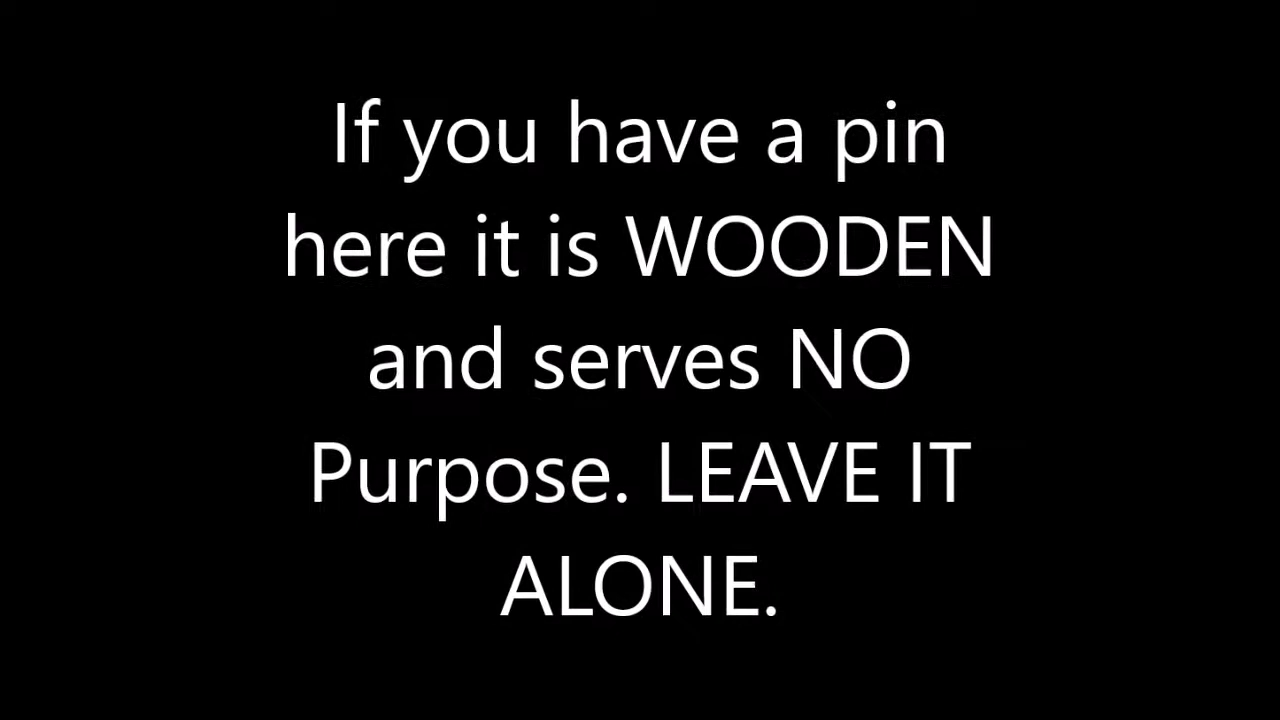 If you have a pin
here it is WOODEN
and serves NO
Purpose. LEAVE IT
ALONE.